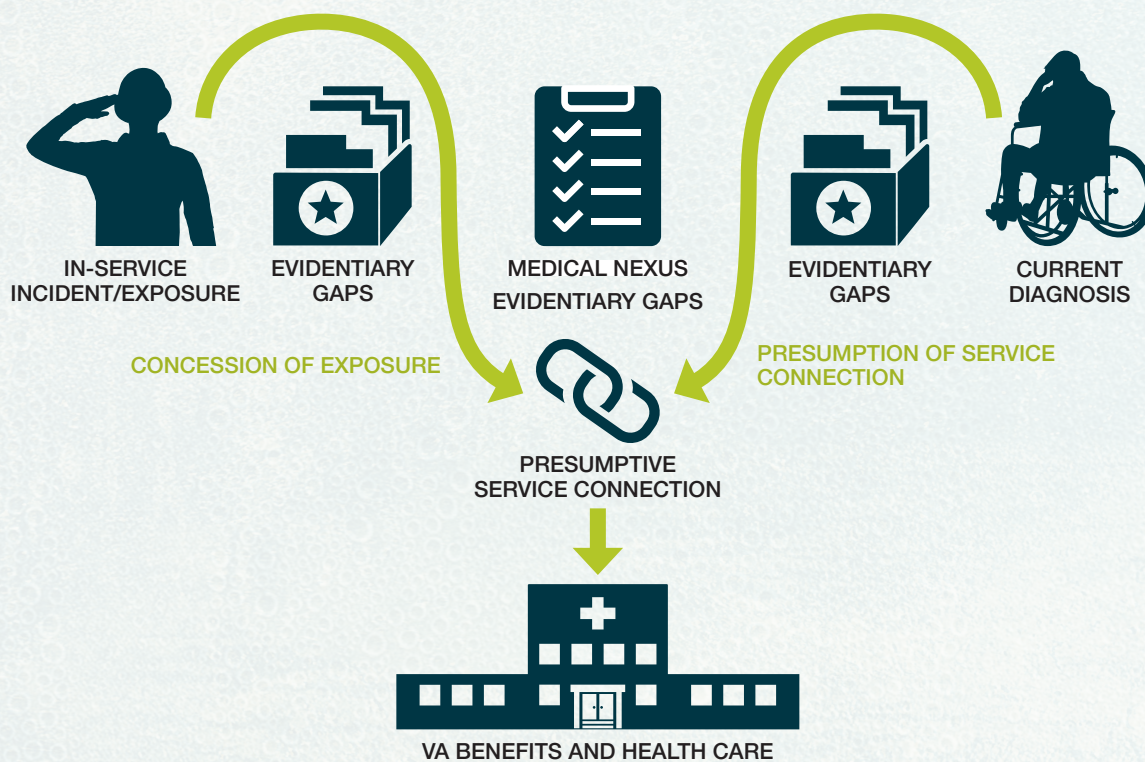 IN-SERVICE
INCIDENT/EXPOSURE
EVIDENTIARY
GAPS
MEDICAL NEXUS
EVIDENTIARY GAPS
EVIDENTIARY
GAPS
CURRENT
DIAGNOSIS
CONCESSION OF EXPOSURE
PRESUMPTION OF SERVICE
CONNECTION
PRESUMPTIVE
SERVICE CONNECTION
VA BENEFITS AND HEALTH CARE